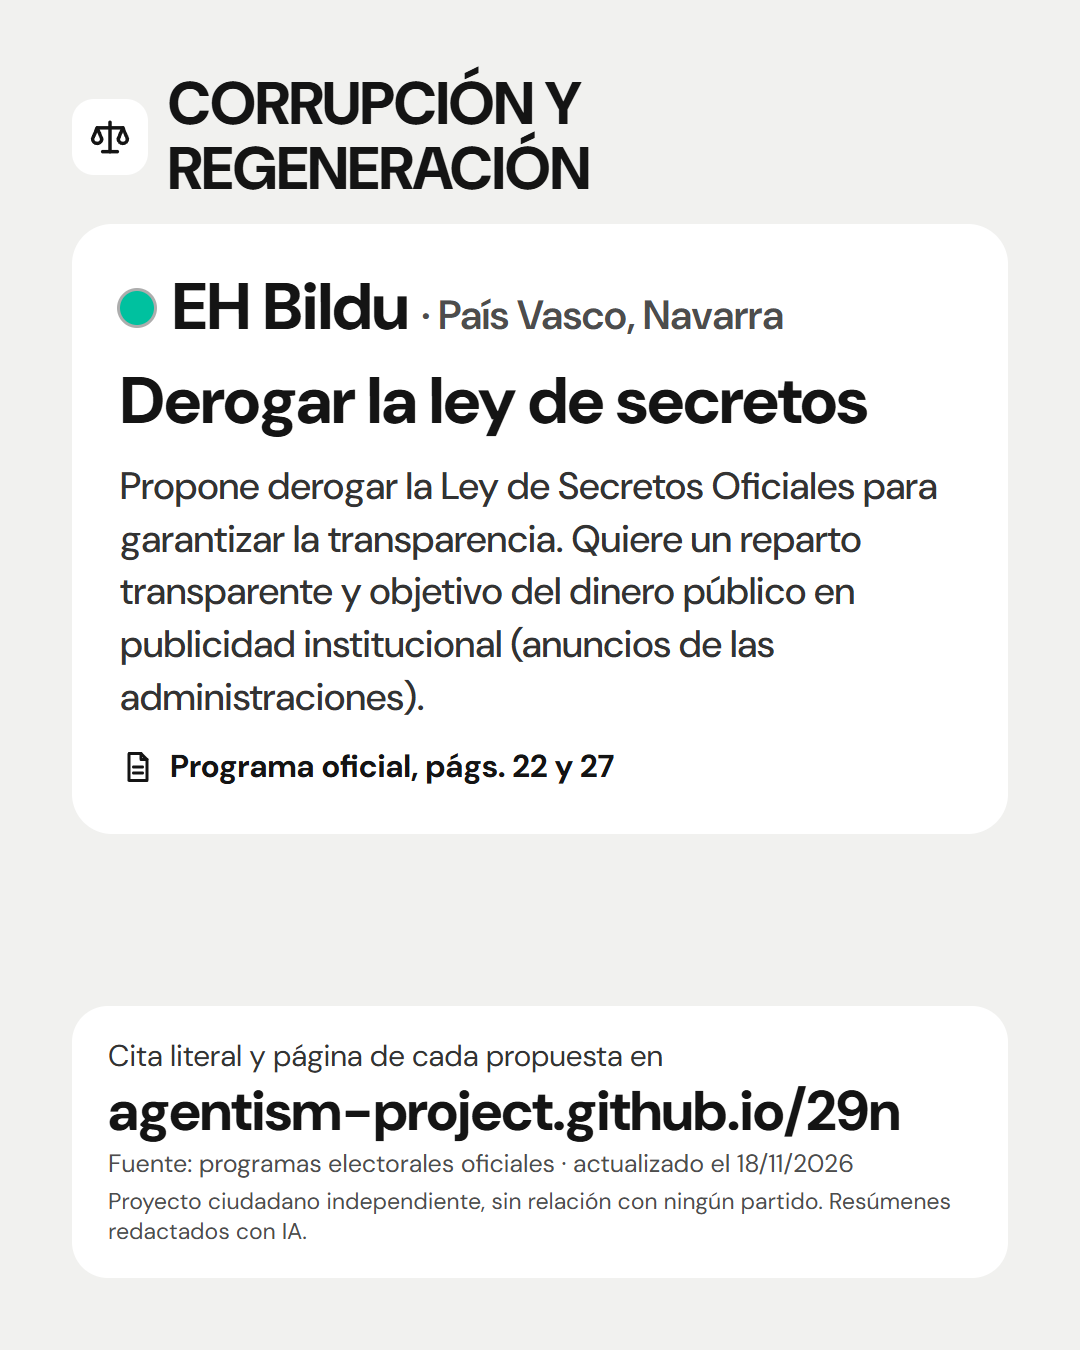 CORRUPCIÓN Y
REGENERACIÓN
EH Bildu · País Vasco, Navarra
Derogar la ley de secretos
Propone derogar la Ley de Secretos Oficiales para
garantizar la transparencia. Quiere un reparto
transparente y objetivo del dinero público en
publicidad institucional (anuncios de las
administraciones).
Programa oficial, págs. 22 y 27
Cita literal y página de cada propuesta en
agentism-project.github.io/29n
Fuente: programas electorales oficiales · actualizado el 18/11/2026
Proyecto ciudadano independiente, sin relación con ningún partido. Resúmenes
redactados con IA.